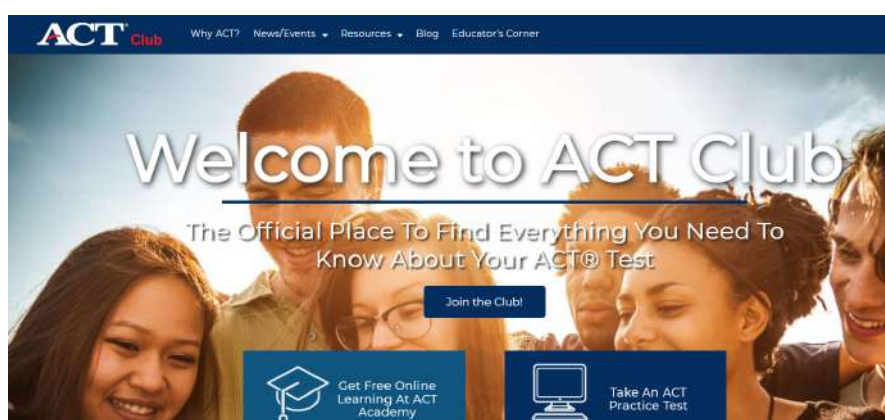 ACT Club
Why ACT? News/Events Resources Blog Educator's Corner
Welcome to ACT Club
The Official Place To Find Everything You Need To
Know About Your ACT® Test
Join the Club!
Get Free Online
Learning At ACT
Academy
Take An ACT
Practice Test